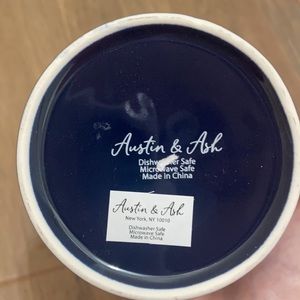 Austin & Ash
Dishwasher Safe
Microwave Safe
Made in China
Austin & Ash
New York, NY 10010
Dishwasher Safe
Microwave Safe
Made in China